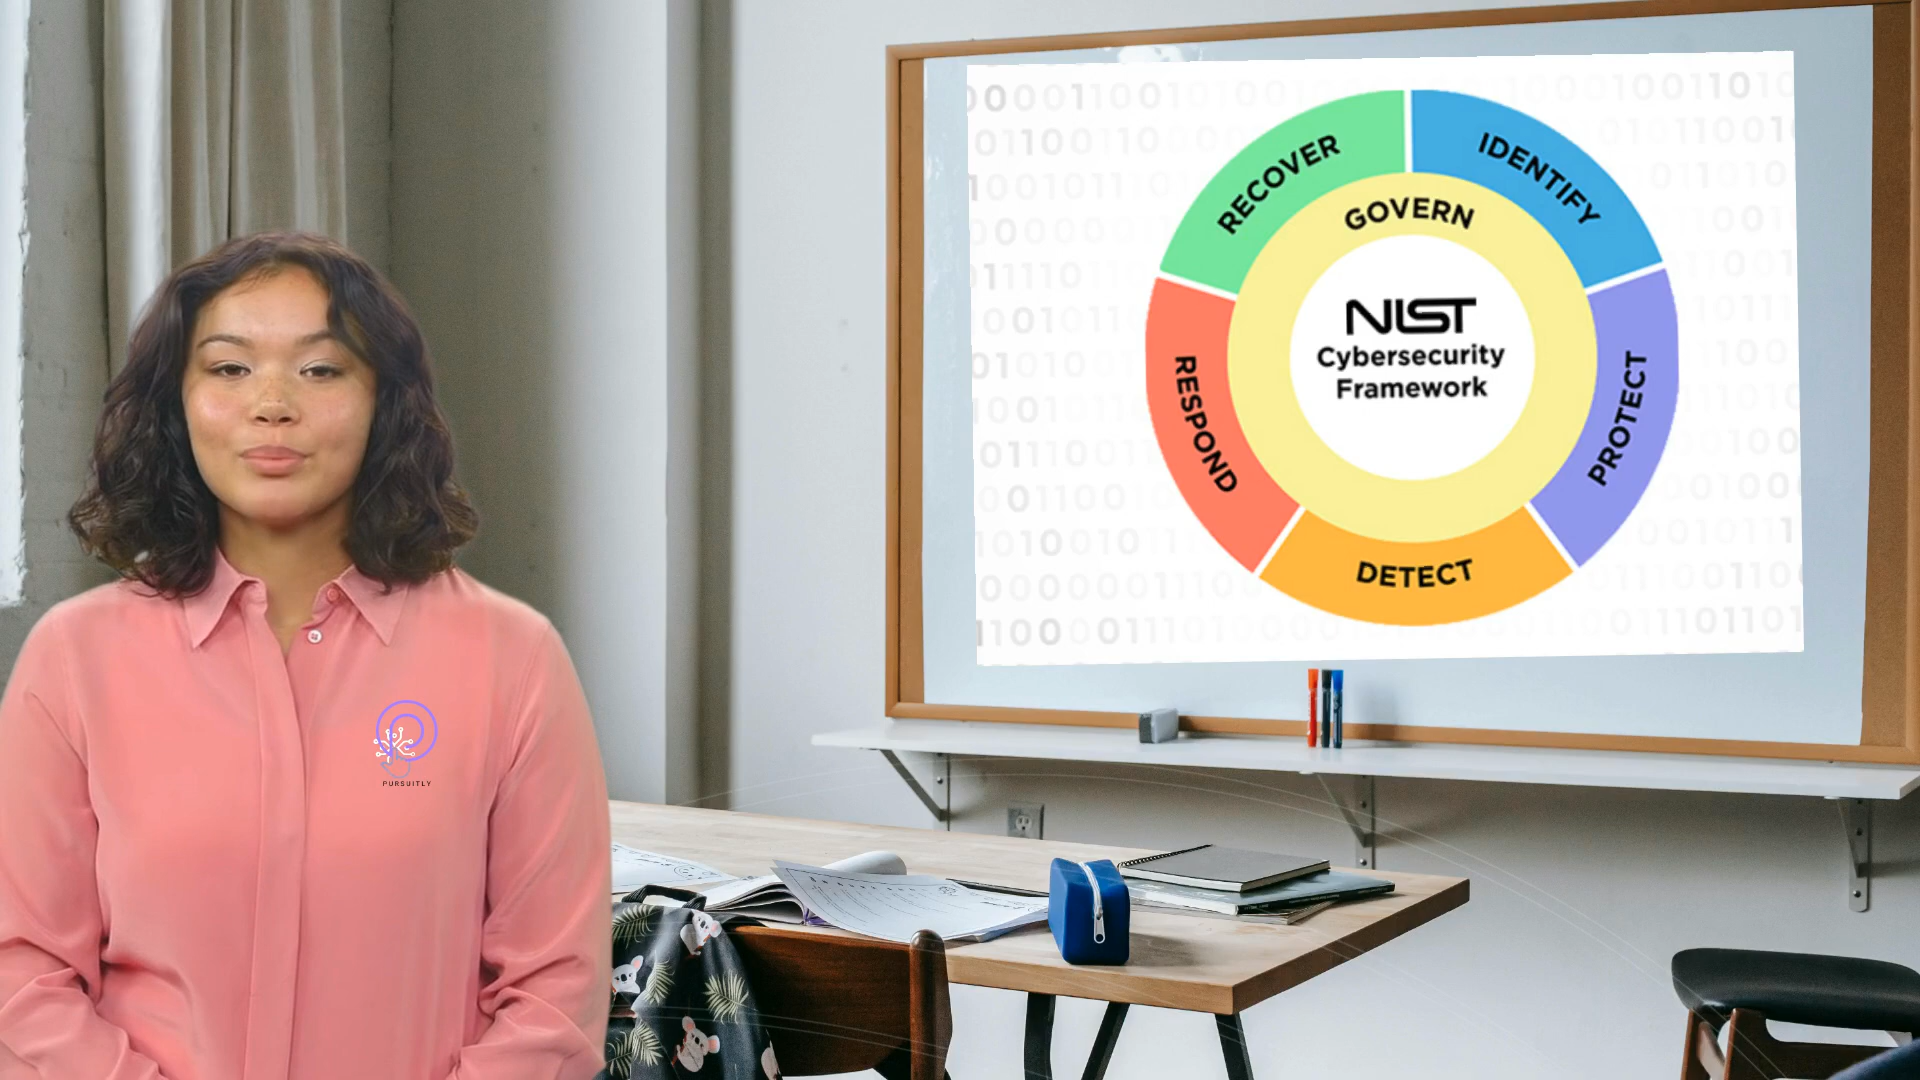 RECOVER
IDENTIFY
GOVERN
NIST
Cybersecurity
Framework
RESPOND
PROTECT
DETECT
PURSUITLY